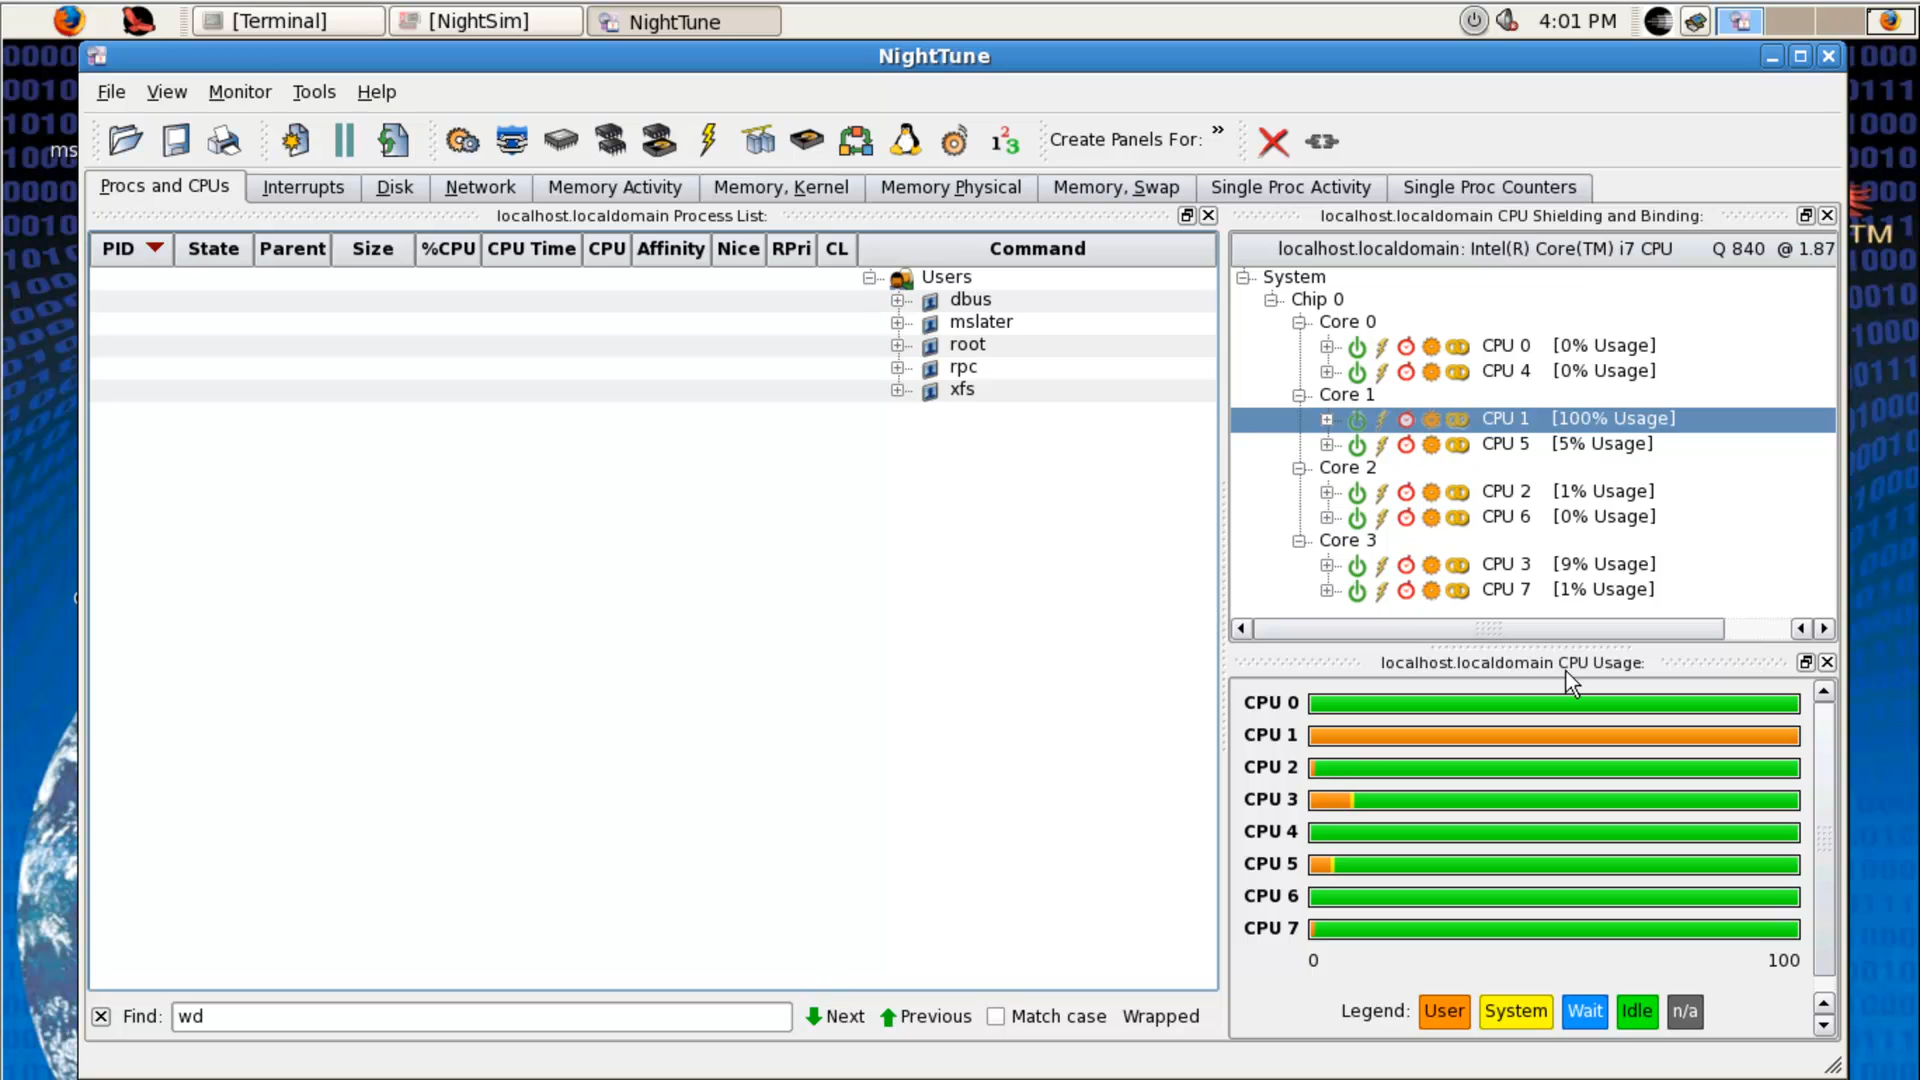 [Terminal] [NightSim] NightTune 4:01 PM
NightTune
File View Monitor Tools Help
ms
Create Panels For: »
Procs and CPUs Interrupts Disk Network Memory Activity Memory, Kernel Memory Physical Memory, Swap Single Proc Activity Single Proc Counters
localhost.localdomain Process List:
PID State Parent Size %CPU CPU Time CPU Affinity Nice RPri CL Command
Users
dbus
mslater
root
rpc
xfs
localhost.localdomain CPU Shielding and Binding:
localhost.localdomain: Intel(R) Core(TM) i7 CPU Q 840 @ 1.87
System
Chip 0
Core 0
CPU 0 [0% Usage]
CPU 4 [0% Usage]
Core 1
CPU 1 [100% Usage]
CPU 5 [5% Usage]
Core 2
CPU 2 [1% Usage]
CPU 6 [0% Usage]
Core 3
CPU 3 [9% Usage]
CPU 7 [1% Usage]
localhost.localdomain CPU Usage:
CPU 0
CPU 1
CPU 2
CPU 3
CPU 4
CPU 5
CPU 6
CPU 7
0 100
Legend: User System Wait Idle n/a
Find: wd Next Previous Match case Wrapped
TM